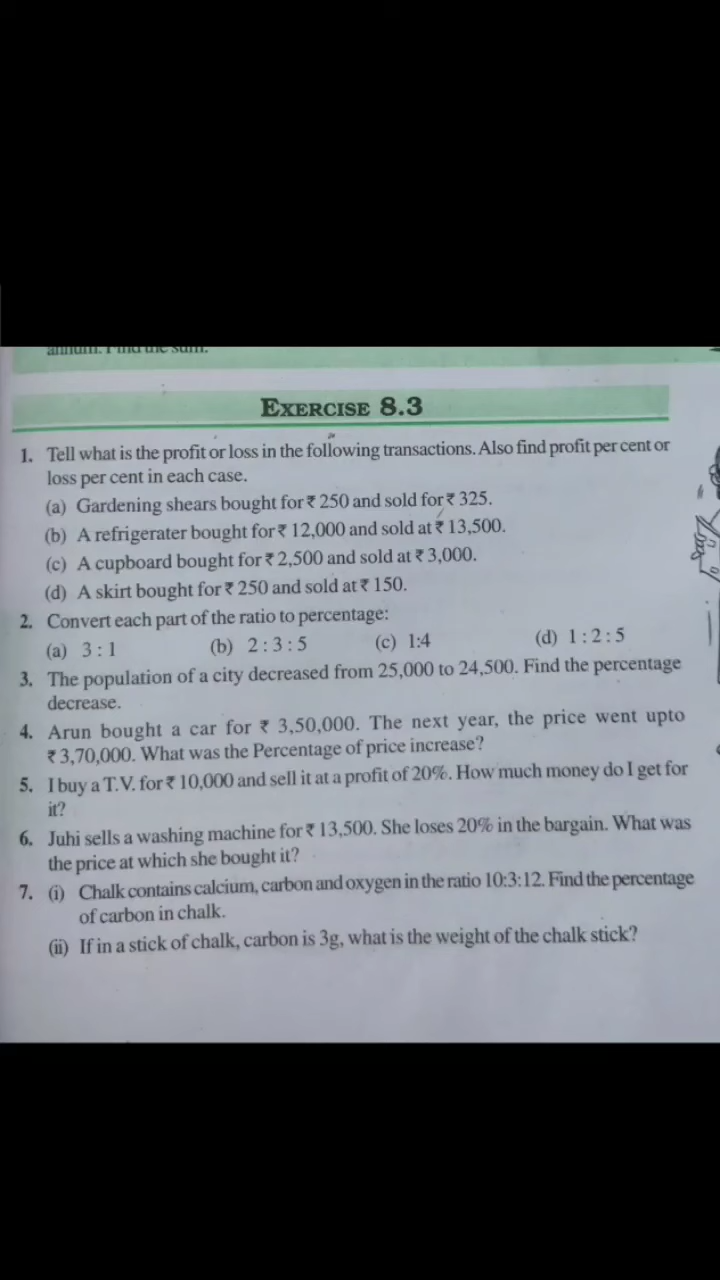 annum. Find the sum.
EXERCISE 8.3
1. Tell what is the profit or loss in the following transactions. Also find profit per cent or
loss per cent in each case.
(a) Gardening shears bought for ₹ 250 and sold for ₹ 325.
(b) A refrigerater bought for ₹ 12,000 and sold at ₹ 13,500.
(c) A cupboard bought for ₹ 2,500 and sold at ₹ 3,000.
(d) A skirt bought for ₹ 250 and sold at ₹ 150.
2. Convert each part of the ratio to percentage:
(a) 3 : 1 (b) 2 : 3 : 5 (c) 1:4 (d) 1 : 2 : 5
3. The population of a city decreased from 25,000 to 24,500. Find the percentage
decrease.
4. Arun bought a car for ₹ 3,50,000. The next year, the price went upto
₹ 3,70,000. What was the Percentage of price increase?
5. I buy a T.V. for ₹ 10,000 and sell it at a profit of 20%. How much money do I get for
it?
6. Juhi sells a washing machine for ₹ 13,500. She loses 20% in the bargain. What was
the price at which she bought it?
7. (i) Chalk contains calcium, carbon and oxygen in the ratio 10:3:12. Find the percentage
of carbon in chalk.
(ii) If in a stick of chalk, carbon is 3g, what is the weight of the chalk stick?